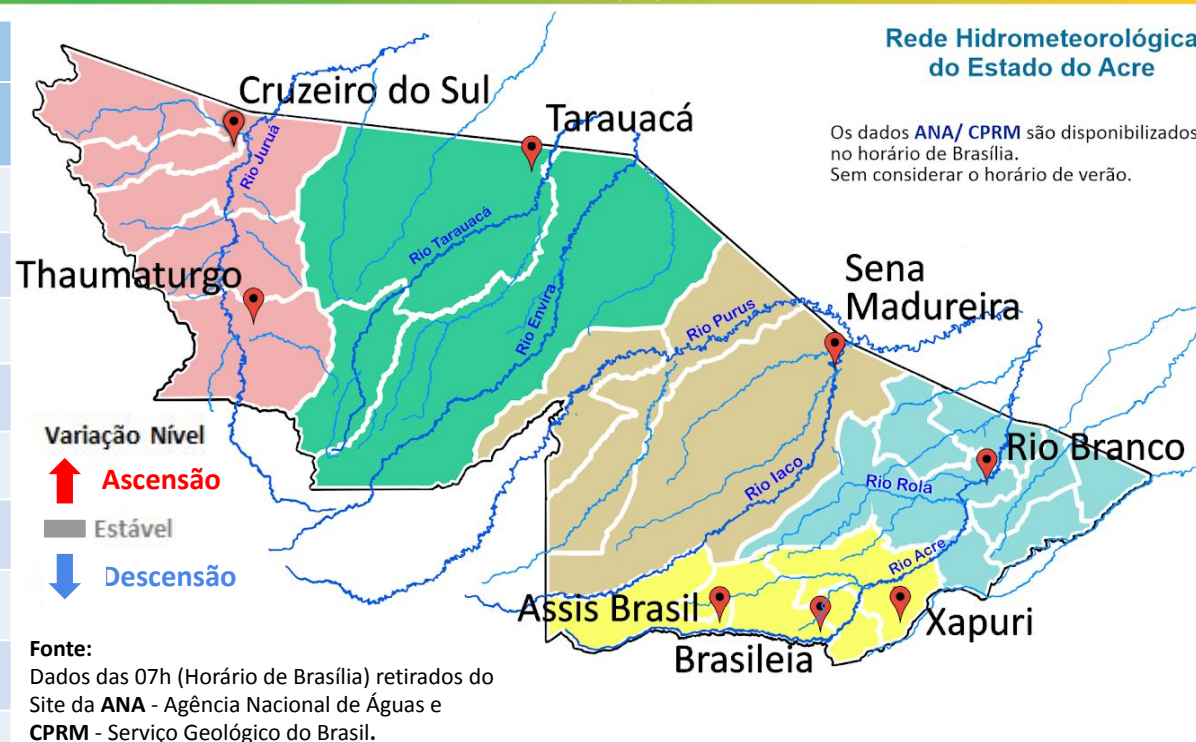 Rede Hidrometeorológica
do Estado do Acre
Os dados ANA/ CPRM são disponibilizados
no horário de Brasília.
Sem considerar o horário de verão.
Cruzeiro do Sul
Tarauacá
Rio Juruá
Rio Tarauacá
Thaumaturgo
Rio Envira
Sena
Madureira
Rio Purus
Variação Nível
Ascensão
Estável
Descensão
Rio Branco
Rio Iaco
Rio Rola
Rio Acre
Assis Brasil
Brasileia
Xapuri
Fonte:
Dados das 07h (Horário de Brasília) retirados do
Site da ANA - Agência Nacional de Águas e
CPRM - Serviço Geológico do Brasil.